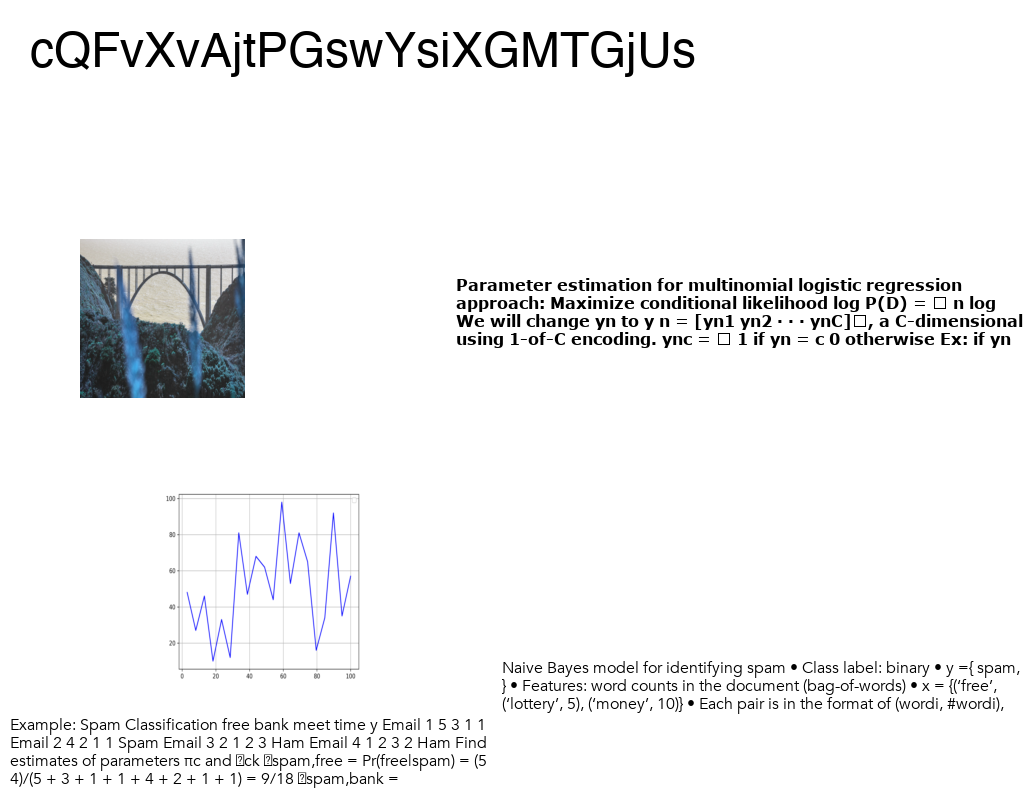 cQFvXvAjtPGswYsiXGMTGjUs
Parameter estimation for multinomial logistic regression
approach: Maximize conditional likelihood log P(D) = □ n log
We will change yn to y n = [yn1 yn2 · · · ynC]□, a C-dimensional
using 1-of-C encoding. ync = □ 1 if yn = c 0 otherwise Ex: if yn
100
80
60
40
20
0 20 40 60 80 100
Naive Bayes model for identifying spam • Class label: binary • y ={ spam,
} • Features: word counts in the document (bag-of-words) • x = {(‘free’,
(‘lottery’, 5), (‘money’, 10)} • Each pair is in the format of (wordi, #wordi),
Example: Spam Classification free bank meet time y Email 1 5 3 1 1
Email 2 4 2 1 1 Spam Email 3 2 1 2 3 Ham Email 4 1 2 3 2 Ham Find
estimates of parameters πc and □ck □spam,free = Pr(free|spam) = (5
4)/(5 + 3 + 1 + 1 + 4 + 2 + 1 + 1) = 9/18 □spam,bank =